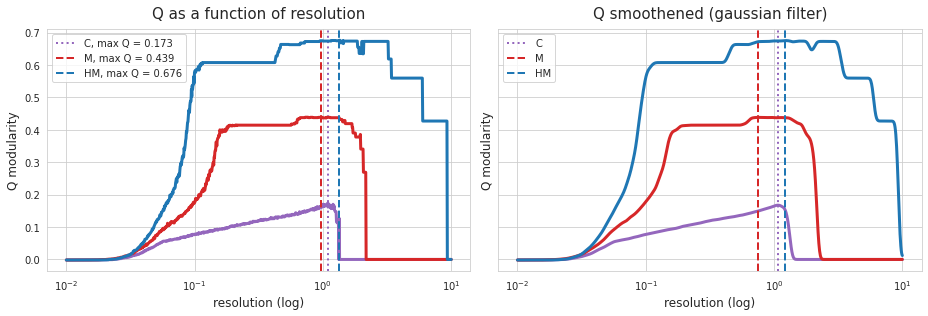 Q as a function of resolution
Q smoothened (gaussian filter)
C, max Q = 0.173
M, max Q = 0.439
HM, max Q = 0.676
C
M
HM
Q modularity
0.7
0.6
0.5
0.4
0.3
0.2
0.1
0.0
Q modularity
10⁻²
10⁻¹
10⁰
10¹
10⁻²
10⁻¹
10⁰
10¹
resolution (log)
resolution (log)